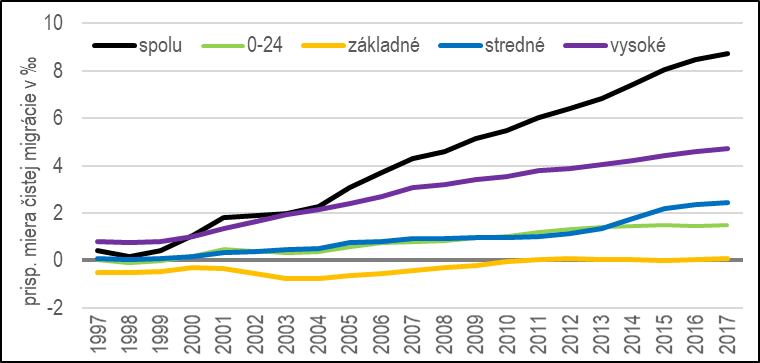 prisp. miera čistej migrácie v ‰
10
8
6
4
2
0
-2
spolu 0-24 základné stredné vysoké
1997 1998 1999 2000 2001 2002 2003 2004 2005 2006 2007 2008 2009 2010 2011 2012 2013 2014 2015 2016 2017